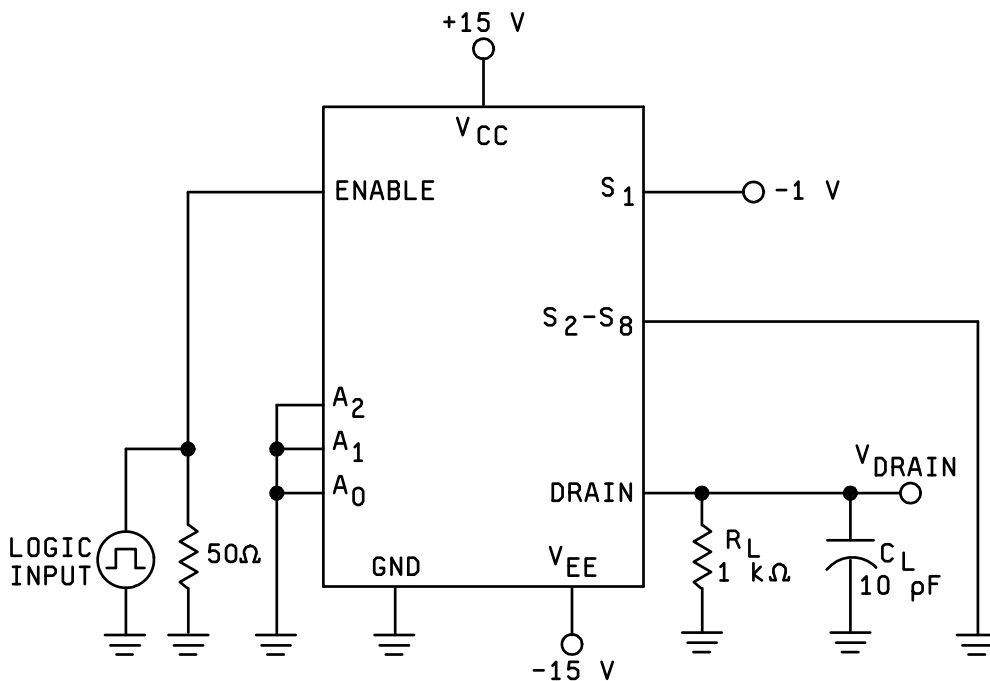 +15 V
VCC
ENABLE
S1
-1 V
S2-S8
A2
A1
A0
VDRAIN
DRAIN
LOGIC
INPUT
50Ω
GND
VEE
RL
1 kΩ
CL
10 pF
-15 V